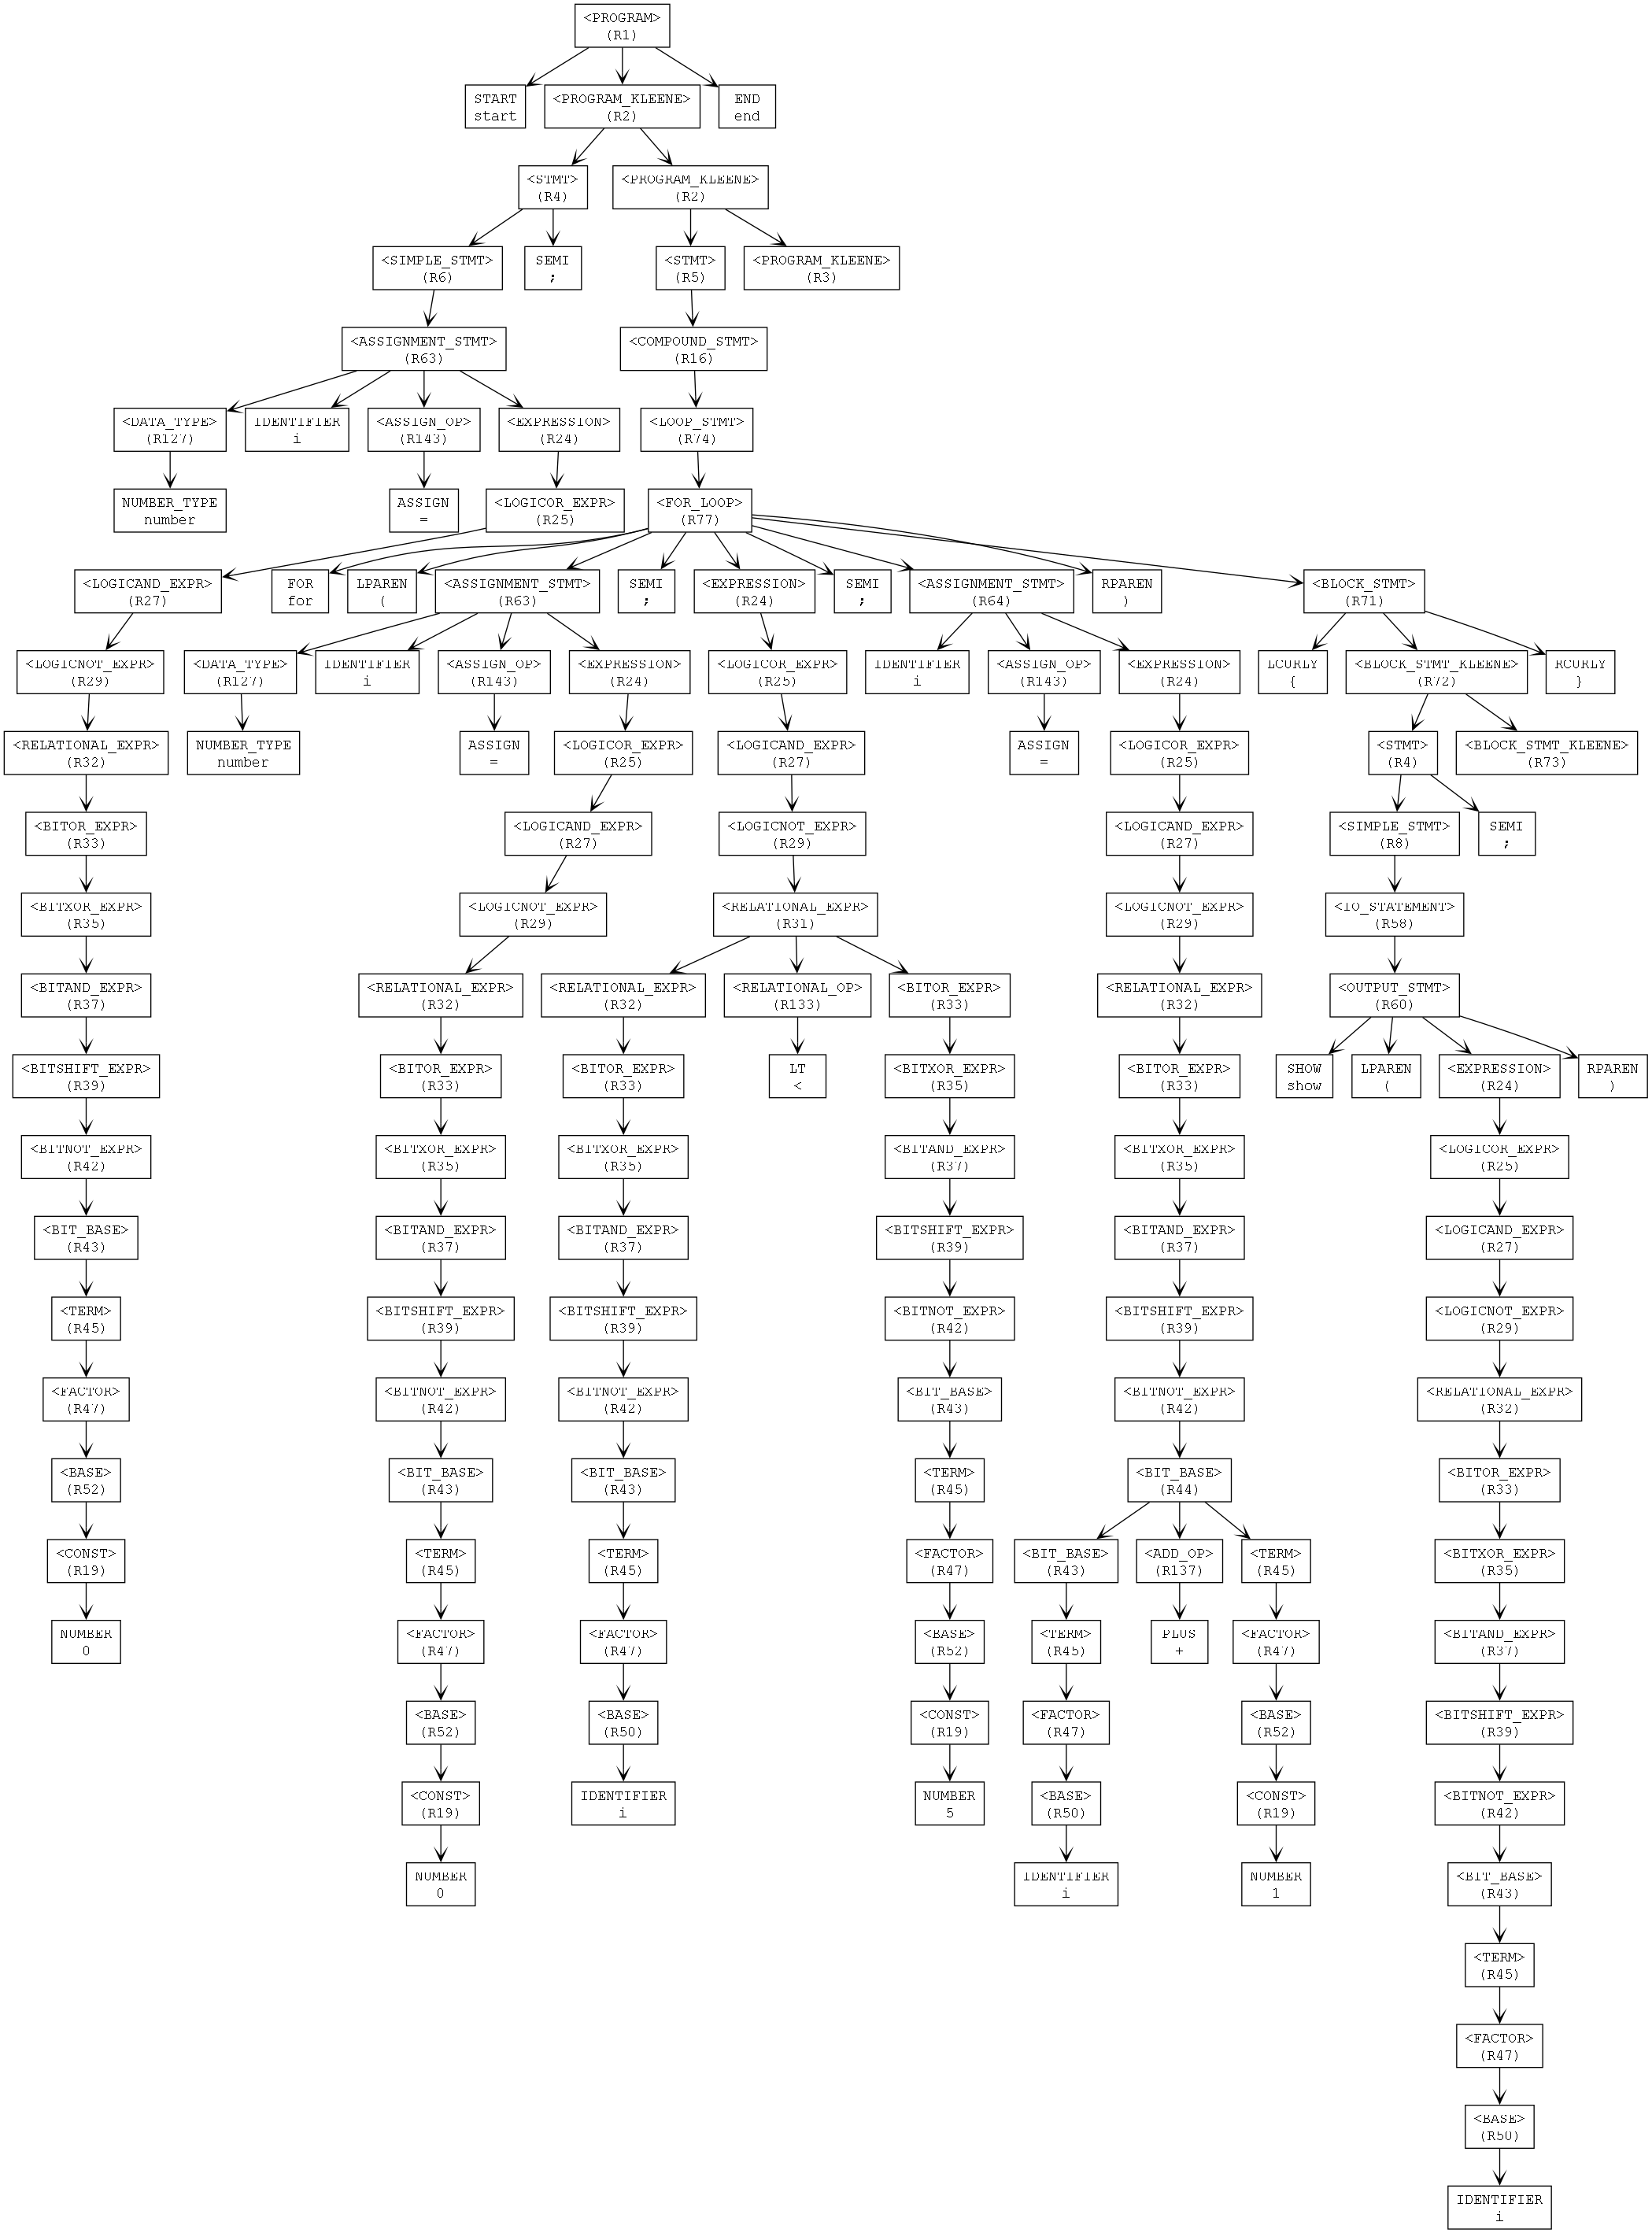 <PROGRAM>
(R1)
START
start
<PROGRAM_KLEENE>
(R2)
END
end
<STMT>
(R4)
<PROGRAM_KLEENE>
(R2)
<SIMPLE_STMT>
(R6)
SEMI
;
<STMT>
(R5)
<PROGRAM_KLEENE>
(R3)
<ASSIGNMENT_STMT>
(R63)
<COMPOUND_STMT>
(R16)
<DATA_TYPE>
(R127)
IDENTIFIER
i
<ASSIGN_OP>
(R143)
<EXPRESSION>
(R24)
<LOOP_STMT>
(R74)
NUMBER_TYPE
number
ASSIGN
=
<LOGICOR_EXPR>
(R25)
<FOR_LOOP>
(R77)
<LOGICAND_EXPR>
(R27)
FOR
for
LPAREN
(
<ASSIGNMENT_STMT>
(R63)
SEMI
;
<EXPRESSION>
(R24)
SEMI
;
<ASSIGNMENT_STMT>
(R64)
RPAREN
)
<BLOCK_STMT>
(R71)
<LOGICNOT_EXPR>
(R29)
<DATA_TYPE>
(R127)
IDENTIFIER
i
<ASSIGN_OP>
(R143)
<EXPRESSION>
(R24)
<LOGICOR_EXPR>
(R25)
IDENTIFIER
i
<ASSIGN_OP>
(R143)
<EXPRESSION>
(R24)
LCURLY
{
<BLOCK_STMT_KLEENE>
(R72)
RCURLY
}
<RELATIONAL_EXPR>
(R32)
NUMBER_TYPE
number
ASSIGN
=
<LOGICOR_EXPR>
(R25)
<LOGICAND_EXPR>
(R27)
ASSIGN
=
<LOGICOR_EXPR>
(R25)
<STMT>
(R4)
<BLOCK_STMT_KLEENE>
(R73)
<BITOR_EXPR>
(R33)
<LOGICAND_EXPR>
(R27)
<LOGICNOT_EXPR>
(R29)
<LOGICAND_EXPR>
(R27)
<SIMPLE_STMT>
(R8)
SEMI
;
<BITXOR_EXPR>
(R35)
<LOGICNOT_EXPR>
(R29)
<RELATIONAL_EXPR>
(R31)
<LOGICNOT_EXPR>
(R29)
<IO_STATEMENT>
(R58)
<BITAND_EXPR>
(R37)
<RELATIONAL_EXPR>
(R32)
<RELATIONAL_EXPR>
(R32)
<RELATIONAL_OP>
(R133)
<BITOR_EXPR>
(R33)
<RELATIONAL_EXPR>
(R32)
<OUTPUT_STMT>
(R60)
<BITSHIFT_EXPR>
(R39)
<BITOR_EXPR>
(R33)
<BITOR_EXPR>
(R33)
LT
<
<BITXOR_EXPR>
(R35)
<BITOR_EXPR>
(R33)
SHOW
show
LPAREN
(
<EXPRESSION>
(R24)
RPAREN
)
<BITNOT_EXPR>
(R42)
<BITXOR_EXPR>
(R35)
<BITXOR_EXPR>
(R35)
<BITAND_EXPR>
(R37)
<BITXOR_EXPR>
(R35)
<LOGICOR_EXPR>
(R25)
<BIT_BASE>
(R43)
<BITAND_EXPR>
(R37)
<BITAND_EXPR>
(R37)
<BITSHIFT_EXPR>
(R39)
<BITAND_EXPR>
(R37)
<LOGICAND_EXPR>
(R27)
<TERM>
(R45)
<BITSHIFT_EXPR>
(R39)
<BITSHIFT_EXPR>
(R39)
<BITNOT_EXPR>
(R42)
<BITSHIFT_EXPR>
(R39)
<LOGICNOT_EXPR>
(R29)
<FACTOR>
(R47)
<BITNOT_EXPR>
(R42)
<BITNOT_EXPR>
(R42)
<BIT_BASE>
(R43)
<BITNOT_EXPR>
(R42)
<RELATIONAL_EXPR>
(R32)
<BASE>
(R52)
<BIT_BASE>
(R43)
<BIT_BASE>
(R43)
<TERM>
(R45)
<BIT_BASE>
(R44)
<BITOR_EXPR>
(R33)
<CONST>
(R19)
<TERM>
(R45)
<TERM>
(R45)
<FACTOR>
(R47)
<BIT_BASE>
(R43)
<ADD_OP>
(R137)
<TERM>
(R45)
<BITXOR_EXPR>
(R35)
NUMBER
0
<FACTOR>
(R47)
<FACTOR>
(R47)
<BASE>
(R52)
<TERM>
(R45)
PLUS
+
<FACTOR>
(R47)
<BITAND_EXPR>
(R37)
<BASE>
(R52)
<BASE>
(R50)
<CONST>
(R19)
<FACTOR>
(R47)
<BASE>
(R52)
<BITSHIFT_EXPR>
(R39)
<CONST>
(R19)
IDENTIFIER
i
NUMBER
5
<BASE>
(R50)
<CONST>
(R19)
<BITNOT_EXPR>
(R42)
NUMBER
0
IDENTIFIER
i
NUMBER
1
<BIT_BASE>
(R43)
<TERM>
(R45)
<FACTOR>
(R47)
<BASE>
(R50)
IDENTIFIER
i